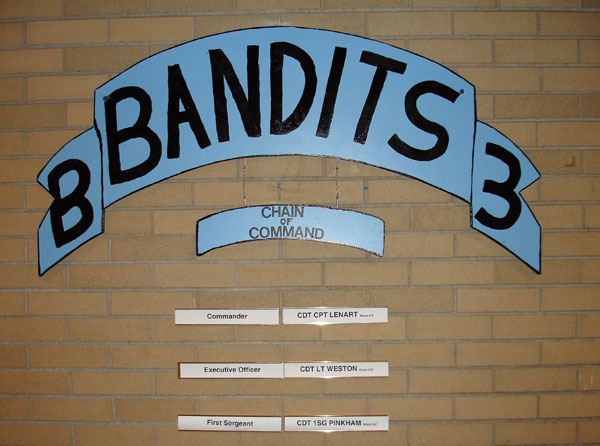 B BANDITS 3
CHAIN
OF
COMMAND
Commander CDT CPT LENART
Executive Officer CDT LT WESTON
First Sergeant CDT 1SG PINKHAM